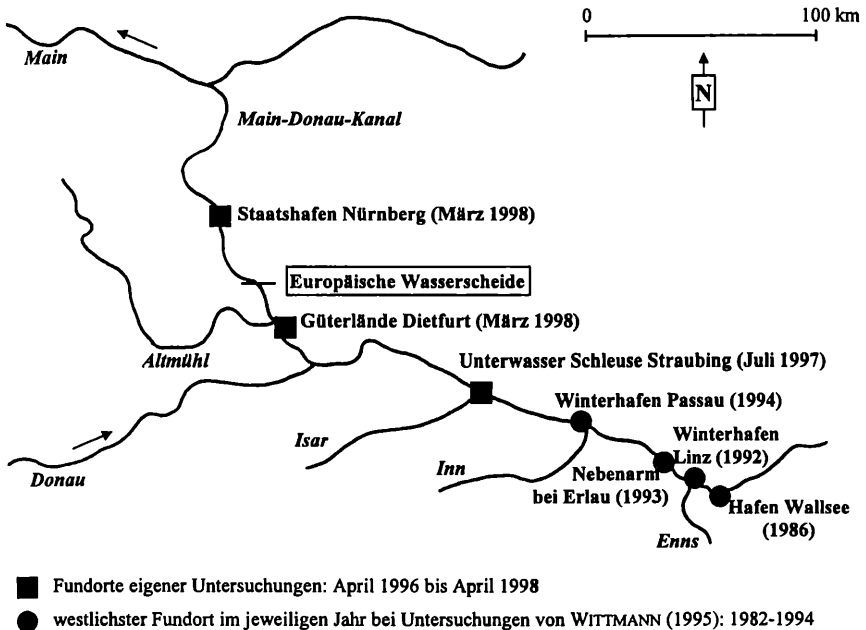 0 100 km
Main
N
Main-Donau-Kanal
Staatshafen Nürnberg (März 1998)
Europäische Wasserscheide
Güterlände Dietfurt (März 1998)
Altmühl
Unterwasser Schleuse Straubing (Juli 1997)
Winterhafen Passau (1994)
Isar
Winterhafen
Linz (1992)
Inn
Donau
Nebenarm
bei Erlau (1993)
Hafen Wallsee
(1986)
Enns
Fundorte eigener Untersuchungen: April 1996 bis April 1998
westlichster Fundort im jeweiligen Jahr bei Untersuchungen von WITTMANN (1995): 1982-1994